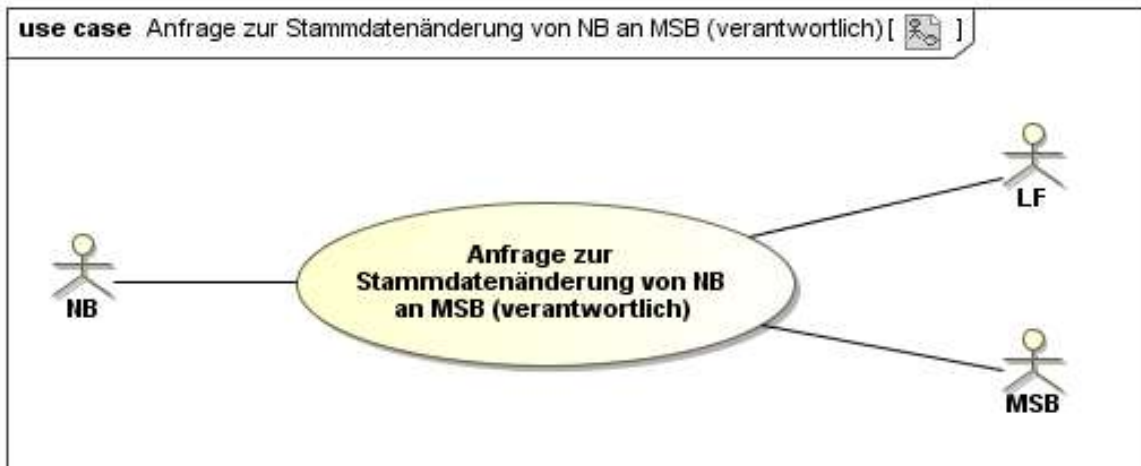 use case Anfrage zur Stammdatenänderung von NB an MSB (verantwortlich) [ ]
LF
Anfrage zur
Stammdatenänderung von NB
an MSB (verantwortlich)
NB
MSB